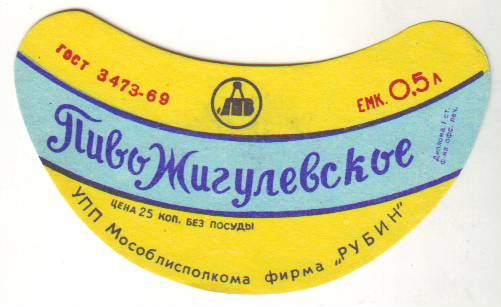 ГОСТ 3473-69
ЕМК. 0,5 л
Пиво Жигулевское
ЦЕНА 25 КОП. БЕЗ ПОСУДЫ
УПП Мособлисполкома фирма „РУБИН“